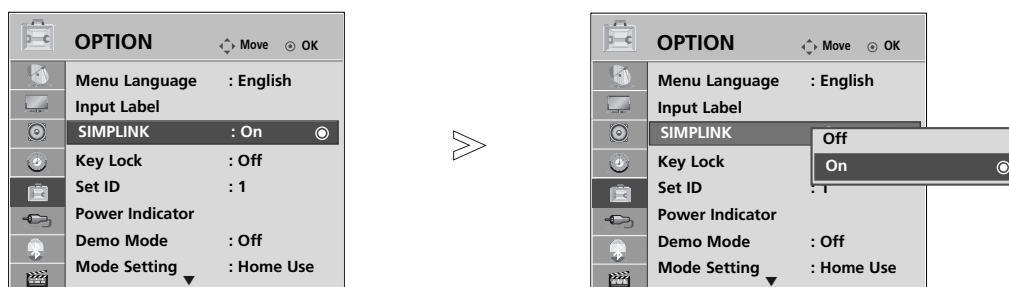 OPTION Move OK
Menu Language : English
Input Label
SIMPLINK : On
Key Lock : Off
Set ID : 1
Power Indicator
Demo Mode : Off
Mode Setting : Home Use
OPTION Move OK
Menu Language : English
Input Label
SIMPLINK
Off
On
Key Lock
Set ID : 1
Power Indicator
Demo Mode : Off
Mode Setting : Home Use